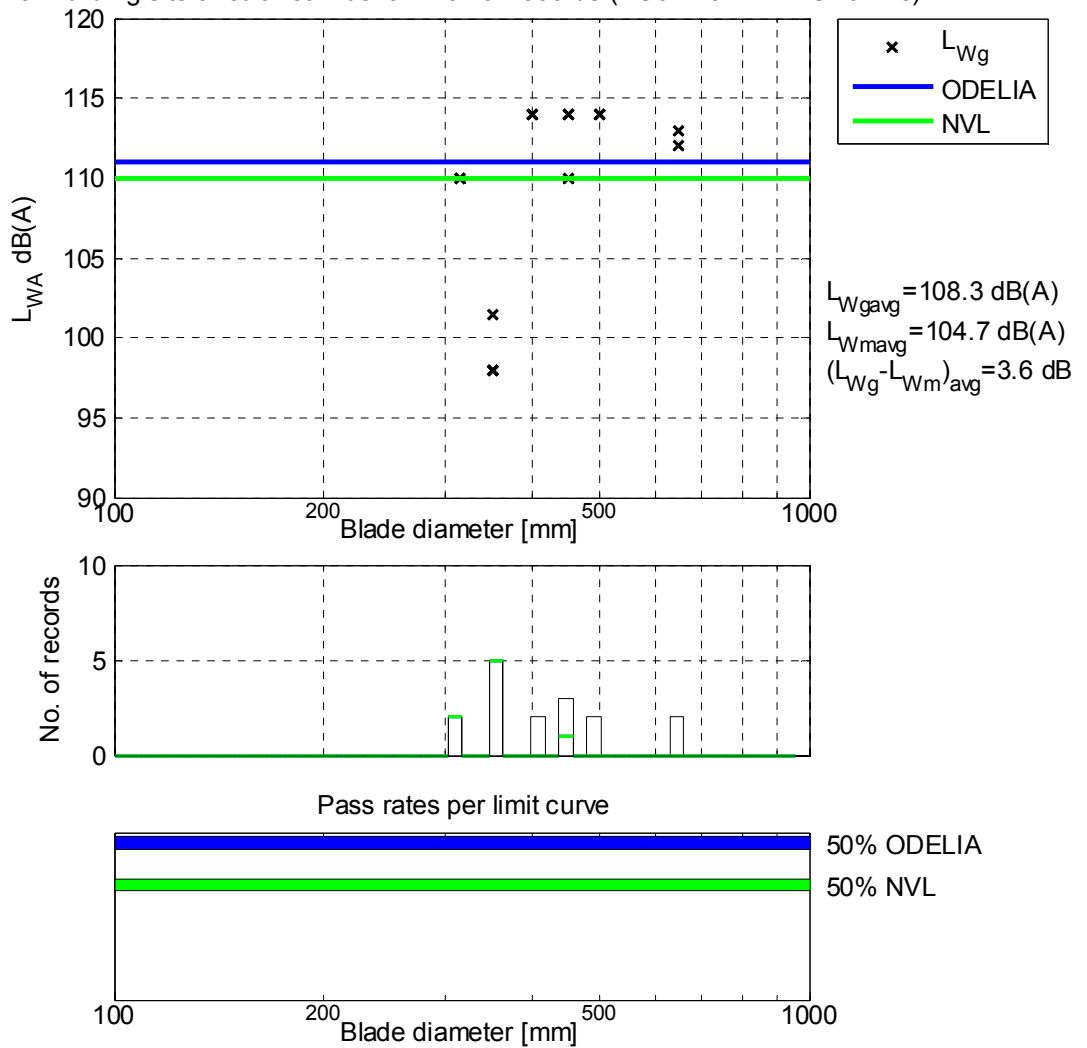 120
115
110
105
100
95
90
L_WA dB(A)
100
200
500
1000
Blade diameter [mm]
L_Wg
ODELIA
NVL
L_Wgavg=108.3 dB(A)
L_Wmavg=104.7 dB(A)
(L_Wg-L_Wm)_avg=3.6 dB
10
5
0
No. of records
Pass rates per limit curve
50% ODELIA
50% NVL
100
200
500
1000
Blade diameter [mm]